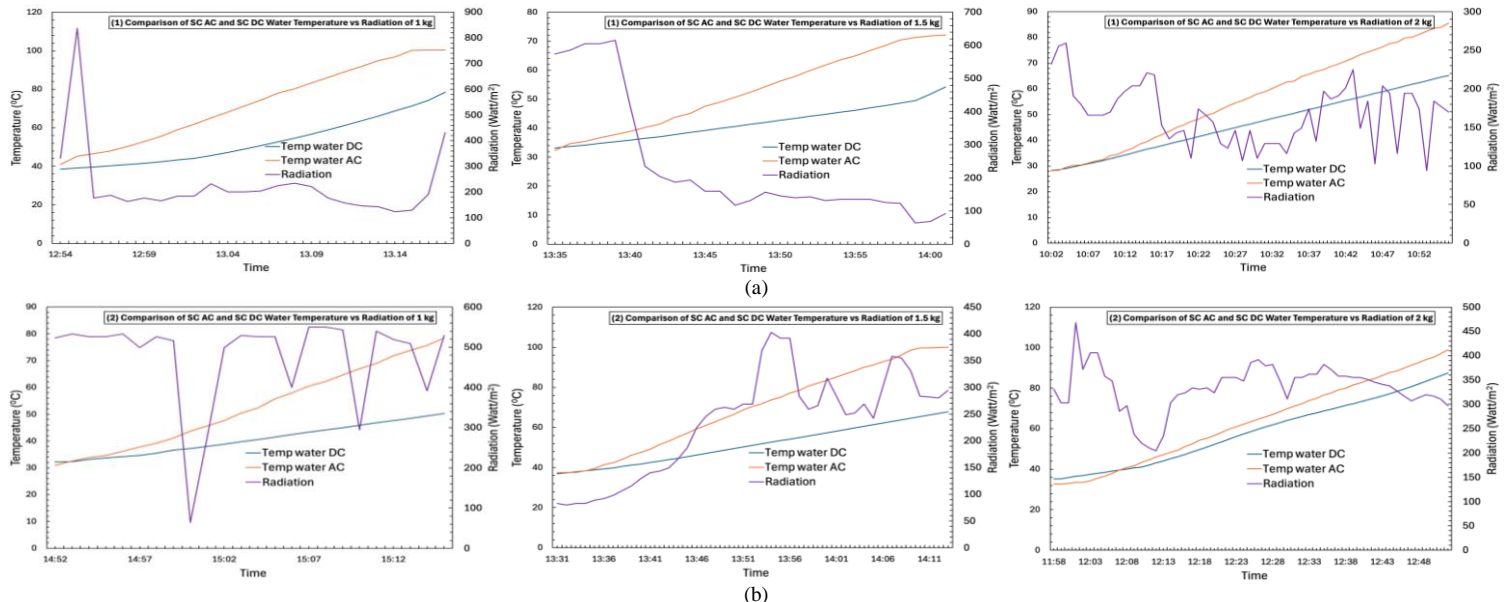 (1) Comparison of SC AC and SC DC Water Temperature vs Radiation of 1 kg
120
100
80
60
40
20
0
Temperature (⁰C)
900
800
700
600
500
400
300
200
100
0
Radiation (Watt/m²)
Temp water DC
Temp water AC
Radiation
12:54 12:59 13.04 13.09 13.14
Time
(1) Comparison of SC AC and SC DC Water Temperature vs Radiation of 1.5 kg
80
70
60
50
40
30
20
10
0
Temperature (⁰C)
700
600
500
400
300
200
100
0
Radiation (Watt/m²)
Temp water DC
Temp water AC
Radiation
13:35 13:40 13:45 13:50 13:55 14:00
Time
(1) Comparison of SC AC and SC DC Water Temperature vs Radiation of 2 kg
90
80
70
60
50
40
30
20
10
0
Temperature (⁰C)
300
250
200
150
100
50
0
Radiation (Watt/m²)
Temp water DC
Temp water AC
Radiation
10:02 10:07 10:12 10:17 10:22 10:27 10:32 10:37 10:42 10:47 10:52
Time
(a)
(2) Comparison of SC AC and SC DC Water Temperature vs Radiation of 1 kg
90
80
70
60
50
40
30
20
10
0
Temperature (⁰C)
600
500
400
300
200
100
0
Radiation (Watt/m²)
Temp water DC
Temp water AC
Radiation
14:52 14:57 15:02 15:07 15:12
Time
(2) Comparison of SC AC and SC DC Water Temperature vs Radiation of 1.5 kg
120
100
80
60
40
20
0
Temperature (⁰C)
450
400
350
300
250
200
150
100
50
0
Radiation (Watt/m²)
Temp water DC
Temp water AC
Radiation
13:31 13:36 13:41 13:46 13:51 13:56 14:01 14:06 14:11
Time
(2) Comparison of SC AC and SC DC Water Temperature vs Radiation of 2 kg
120
100
80
60
40
20
0
Temperature (⁰C)
500
450
400
350
300
250
200
150
100
50
0
Radiation (Watt/m²)
Temp water DC
Temp water AC
Radiation
11:58 12:03 12:08 12:13 12:18 12:23 12:28 12:33 12:38 12:43 12:48
Time
(b)